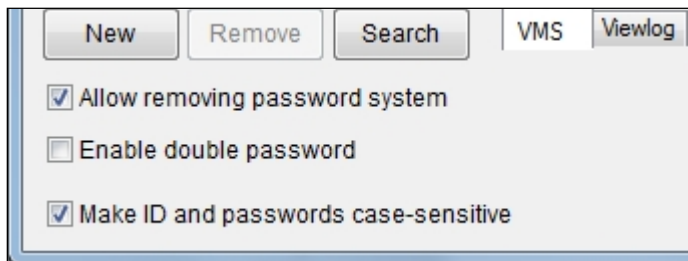 New Remove Search VMS Viewlog
Allow removing password system
Enable double password
Make ID and passwords case-sensitive